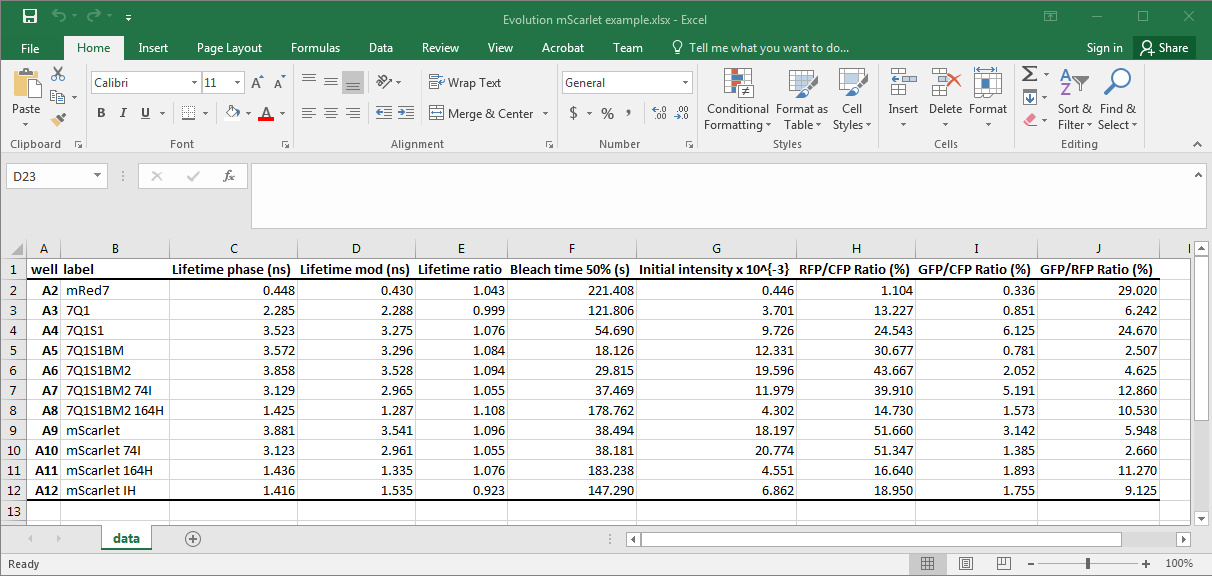 Evolution mScarlet example.xlsx - Excel
File Home Insert Page Layout Formulas Data Review View Acrobat Team Tell me what you want to do... Sign in Share
Calibri 11 Wrap Text General
Paste B I U Merge & Center $ % , Conditional Formatting Format as Table Cell Styles Insert Delete Format Sort & Filter Find & Select
Clipboard Font Alignment Number Styles Cells Editing
D23 fx
A B C D E F G H I J
1 well label Lifetime phase (ns) Lifetime mod (ns) Lifetime ratio Bleach time 50% (s) Initial intensity x 10^{-3} RFP/CFP Ratio (%) GFP/CFP Ratio (%) GFP/RFP Ratio (%)
2 A2 mRed7 0.448 0.430 1.043 221.408 0.446 1.104 0.336 29.020
3 A3 7Q1 2.285 2.288 0.999 121.806 3.701 13.227 0.851 6.242
4 A4 7Q1S1 3.523 3.275 1.076 54.690 9.726 24.543 6.125 24.670
5 A5 7Q1S1BM 3.572 3.296 1.084 18.126 12.331 30.677 0.781 2.507
6 A6 7Q1S1BM2 3.858 3.528 1.094 29.815 19.596 43.667 2.052 4.625
7 A7 7Q1S1BM2 74I 3.129 2.965 1.055 37.469 11.979 39.910 5.191 12.860
8 A8 7Q1S1BM2 164H 1.425 1.287 1.108 178.762 4.302 14.730 1.573 10.530
9 A9 mScarlet 3.881 3.541 1.096 38.494 18.197 51.660 3.142 5.948
10 A10 mScarlet 74I 3.123 2.961 1.055 38.181 20.774 51.347 1.385 2.660
11 A11 mScarlet 164H 1.436 1.335 1.076 183.238 4.551 16.640 1.893 11.270
12 A12 mScarlet IH 1.416 1.535 0.923 147.290 6.862 18.950 1.755 9.125
13
data
Ready 100%